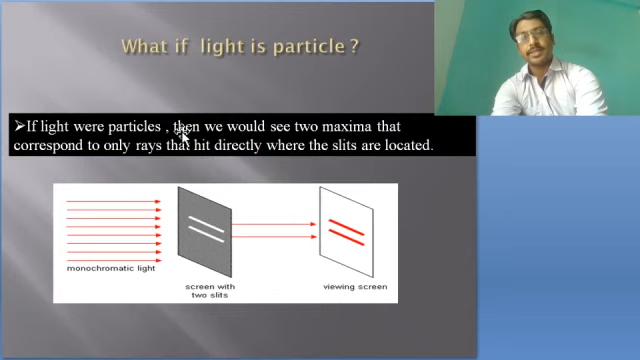 What if light is particle ?
➢If light were particles , then we would see two maxima that
correspond to only rays that hit directly where the slits are located.
monochromatic light
screen with
two slits
viewing screen